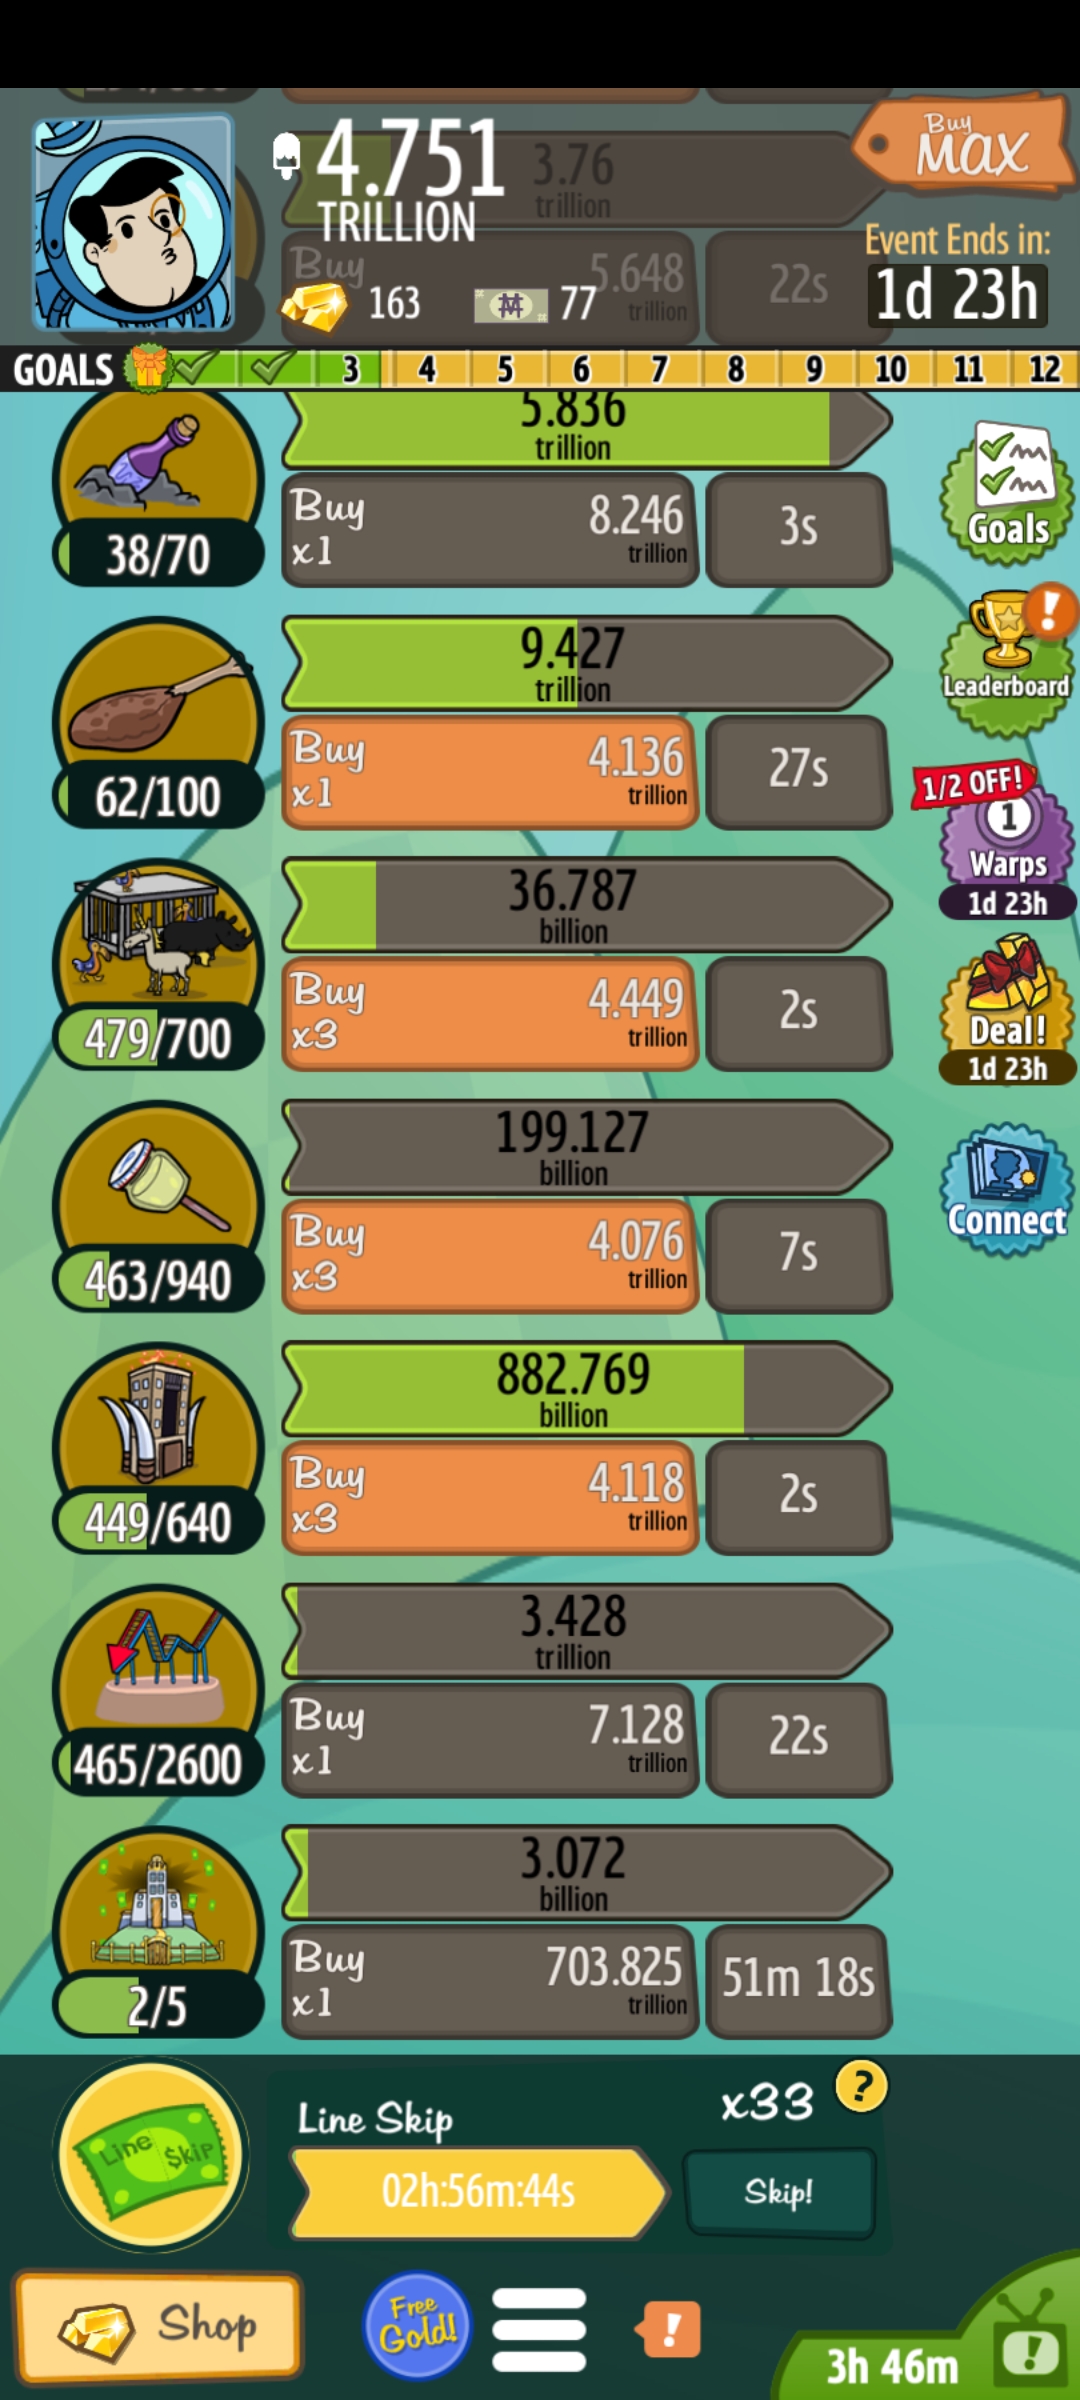 4.751
TRILLION
3.76
trillion
Buy
MAX
Event Ends in:
1d 23h
Buy
5.648
trillion
22s
163
77
GOALS
3
4
5
6
7
8
9
10
11
12
5.836
trillion
38/70
Buy
x1
8.246
trillion
3s
Goals
9.427
trillion
62/100
Buy
x1
4.136
trillion
27s
Leaderboard
1/2 OFF!
1
Warps
1d 23h
36.787
billion
479/700
Buy
x3
4.449
trillion
2s
Deal!
1d 23h
199.127
billion
463/940
Buy
x3
4.076
trillion
7s
Connect
882.769
billion
449/640
Buy
x3
4.118
trillion
2s
3.428
trillion
465/2600
Buy
x1
7.128
trillion
22s
3.072
billion
2/5
Buy
x1
703.825
trillion
51m 18s
Line $kip
Line Skip
x33
?
02h:56m:44s
Skip!
Shop
Free
Gold!
!
3h 46m
!